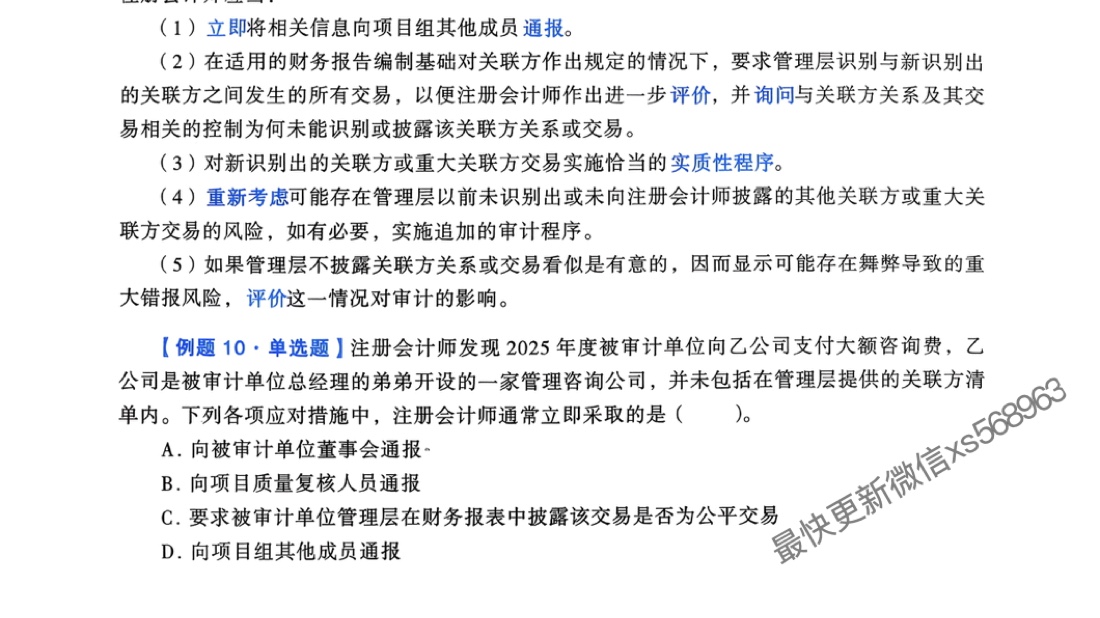 （1）立即将相关信息向项目组其他成员通报。
（2）在适用的财务报告编制基础对关联方作出规定的情况下，要求管理层识别与新识别出
的关联方之间发生的所有交易，以便注册会计师作出进一步评价，并询问与关联方关系及其交
易相关的控制为何未能识别或披露该关联方关系或交易。
（3）对新识别出的关联方或重大关联方交易实施恰当的实质性程序。
（4）重新考虑可能存在管理层以前未识别出或未向注册会计师披露的其他关联方或重大关
联方交易的风险，如有必要，实施追加的审计程序。
（5）如果管理层不披露关联方关系或交易看似是有意的，因而显示可能存在舞弊导致的重
大错报风险，评价这一情况对审计的影响。
【例题 10·单选题】注册会计师发现 2025 年度被审计单位向乙公司支付大额咨询费，乙
公司是被审计单位总经理的弟弟开设的一家管理咨询公司，并未包括在管理层提供的关联方清
单内。下列各项应对措施中，注册会计师通常立即采取的是（　　）。
A. 向被审计单位董事会通报
B. 向项目质量复核人员通报
C. 要求被审计单位管理层在财务报表中披露该交易是否为公平交易
D. 向项目组其他成员通报
最快更新微信xs568963